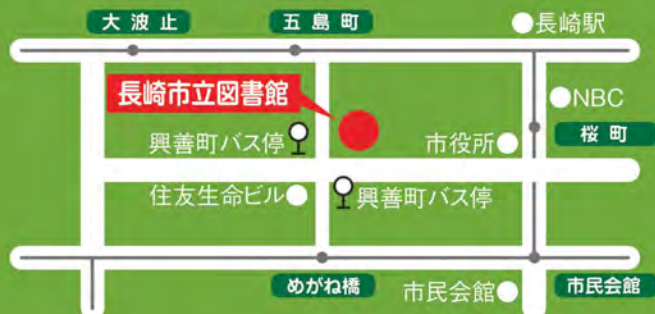 大波止
五島町
長崎駅
長崎市立図書館
NBC
興善町バス停
市役所
桜町
住友生命ビル
興善町バス停
めがね橋
市民会館
市民会館